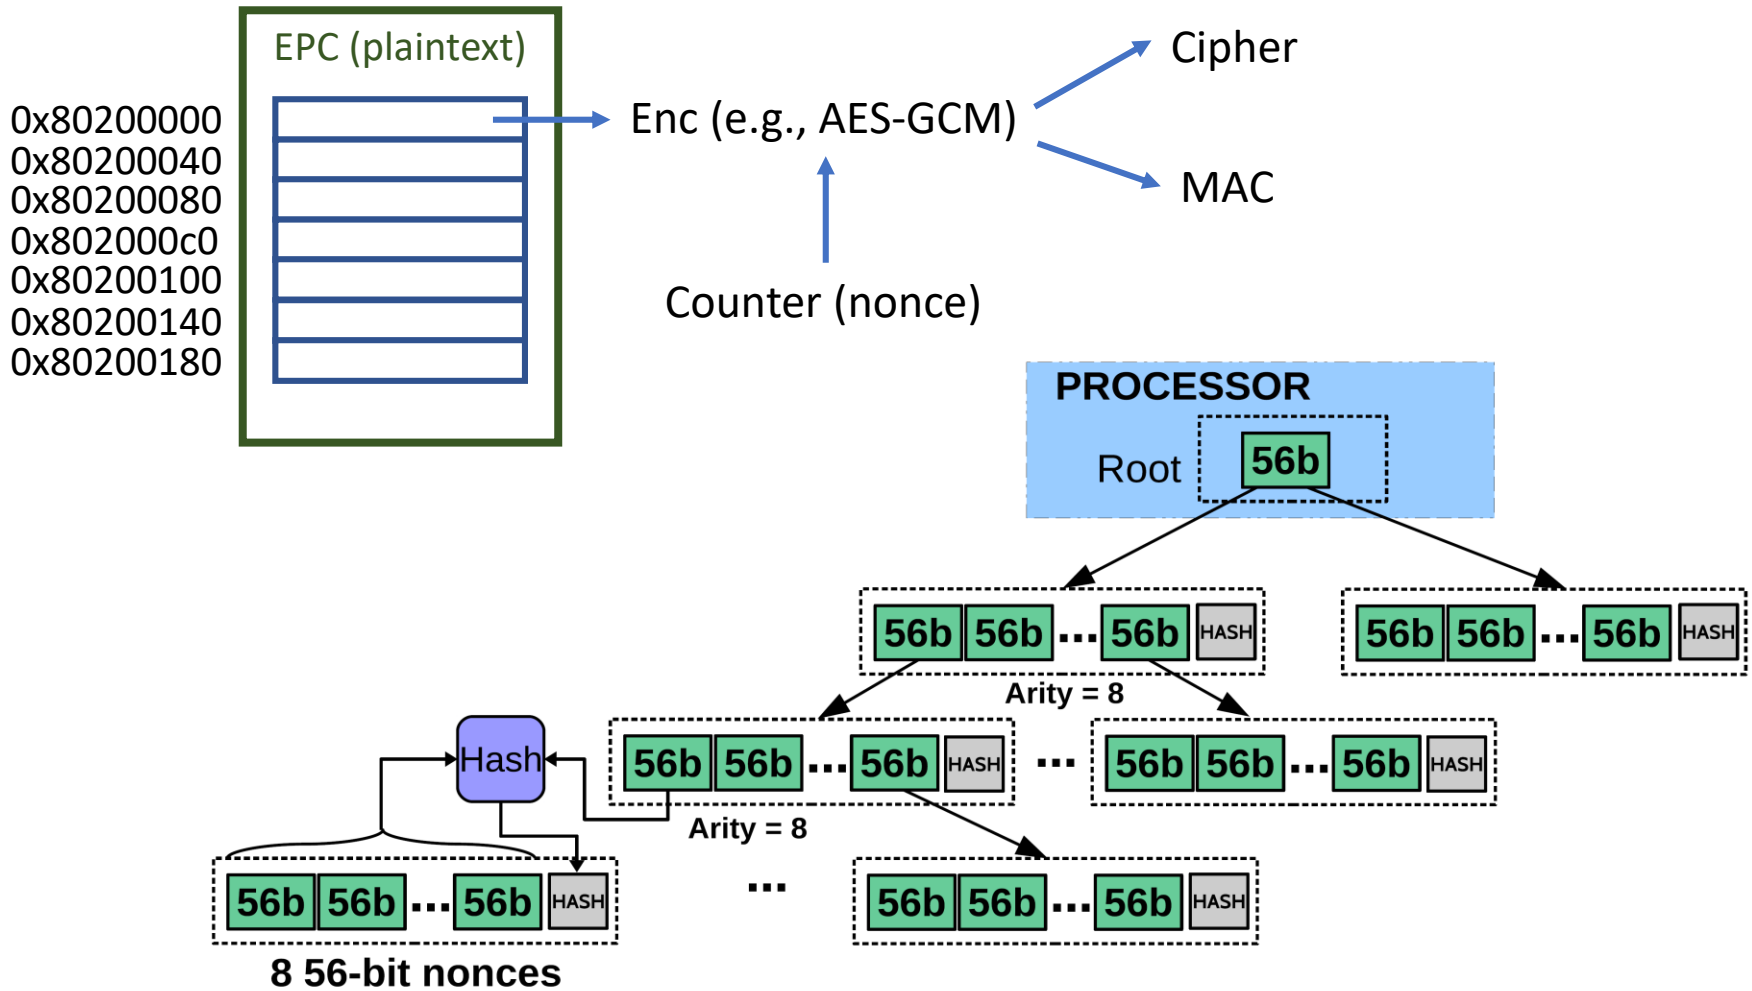 EPC (plaintext)
0x80200000
0x80200040
0x80200080
0x802000c0
0x80200100
0x80200140
0x80200180
Enc (e.g., AES-GCM)
Cipher
MAC
Counter (nonce)
PROCESSOR
Root
56b
56b 56b ... 56b HASH
56b 56b ... 56b HASH
Arity = 8
Hash
56b 56b ... 56b HASH
...
56b 56b ... 56b HASH
Arity = 8
56b 56b ... 56b HASH
...
56b 56b ... 56b HASH
8 56-bit nonces